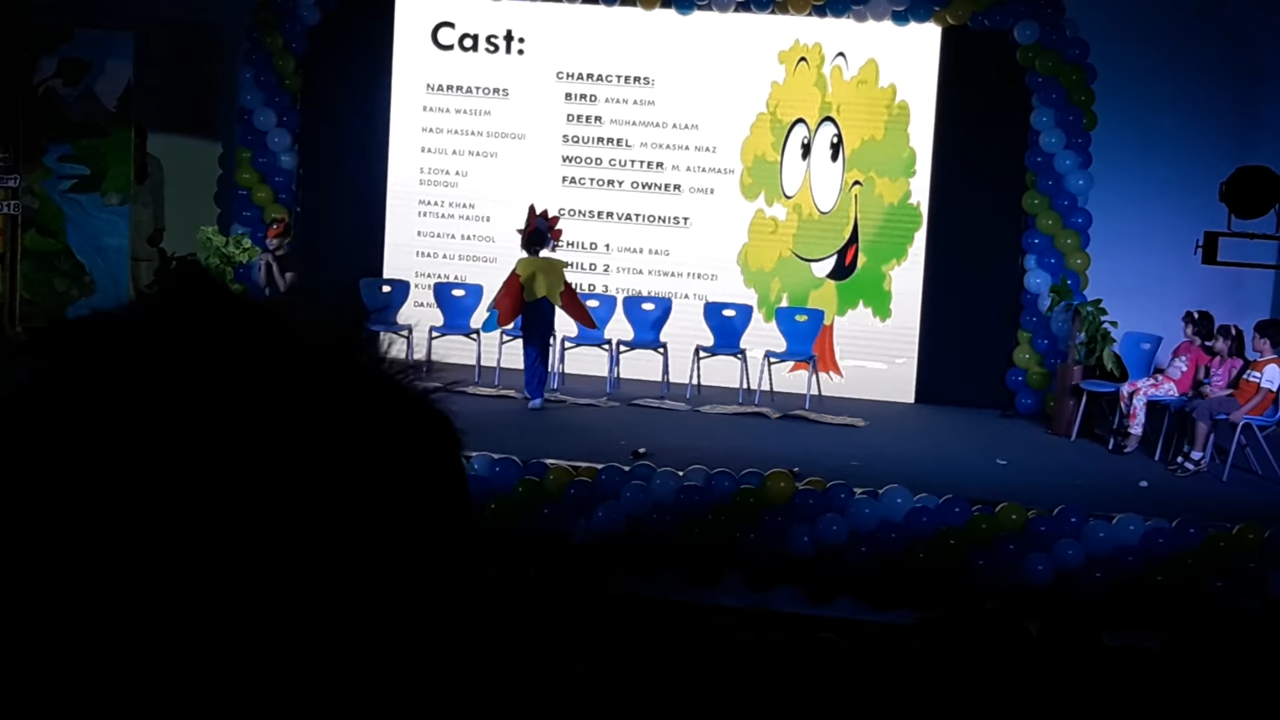 Cast:
NARRATORS
RAINA WASEEM
HADI HASSAN SIDDIQUI
RAJUL ALI NAQVI
S.ZOYA ALI
SIDDIQUI
MAAZ KHAN
ERTISAM HAIDER
RUQAIYA BATOOL
EBAD ALI SIDDIQUI
SHAYAN ALI
CHARACTERS:
BIRD: AYAN ASIM
DEER: MUHAMMAD ALAM
SQUIRREL: M OKASHA NIAZ
WOOD CUTTER: M. ALTAMASH
FACTORY OWNER: OMER
CONSERVATIONIST:
CHILD 1: UMAR BAIG
CHILD 2: SYEDA KISWAH FEROZI
3: SYEDA KHUDEJA TUL